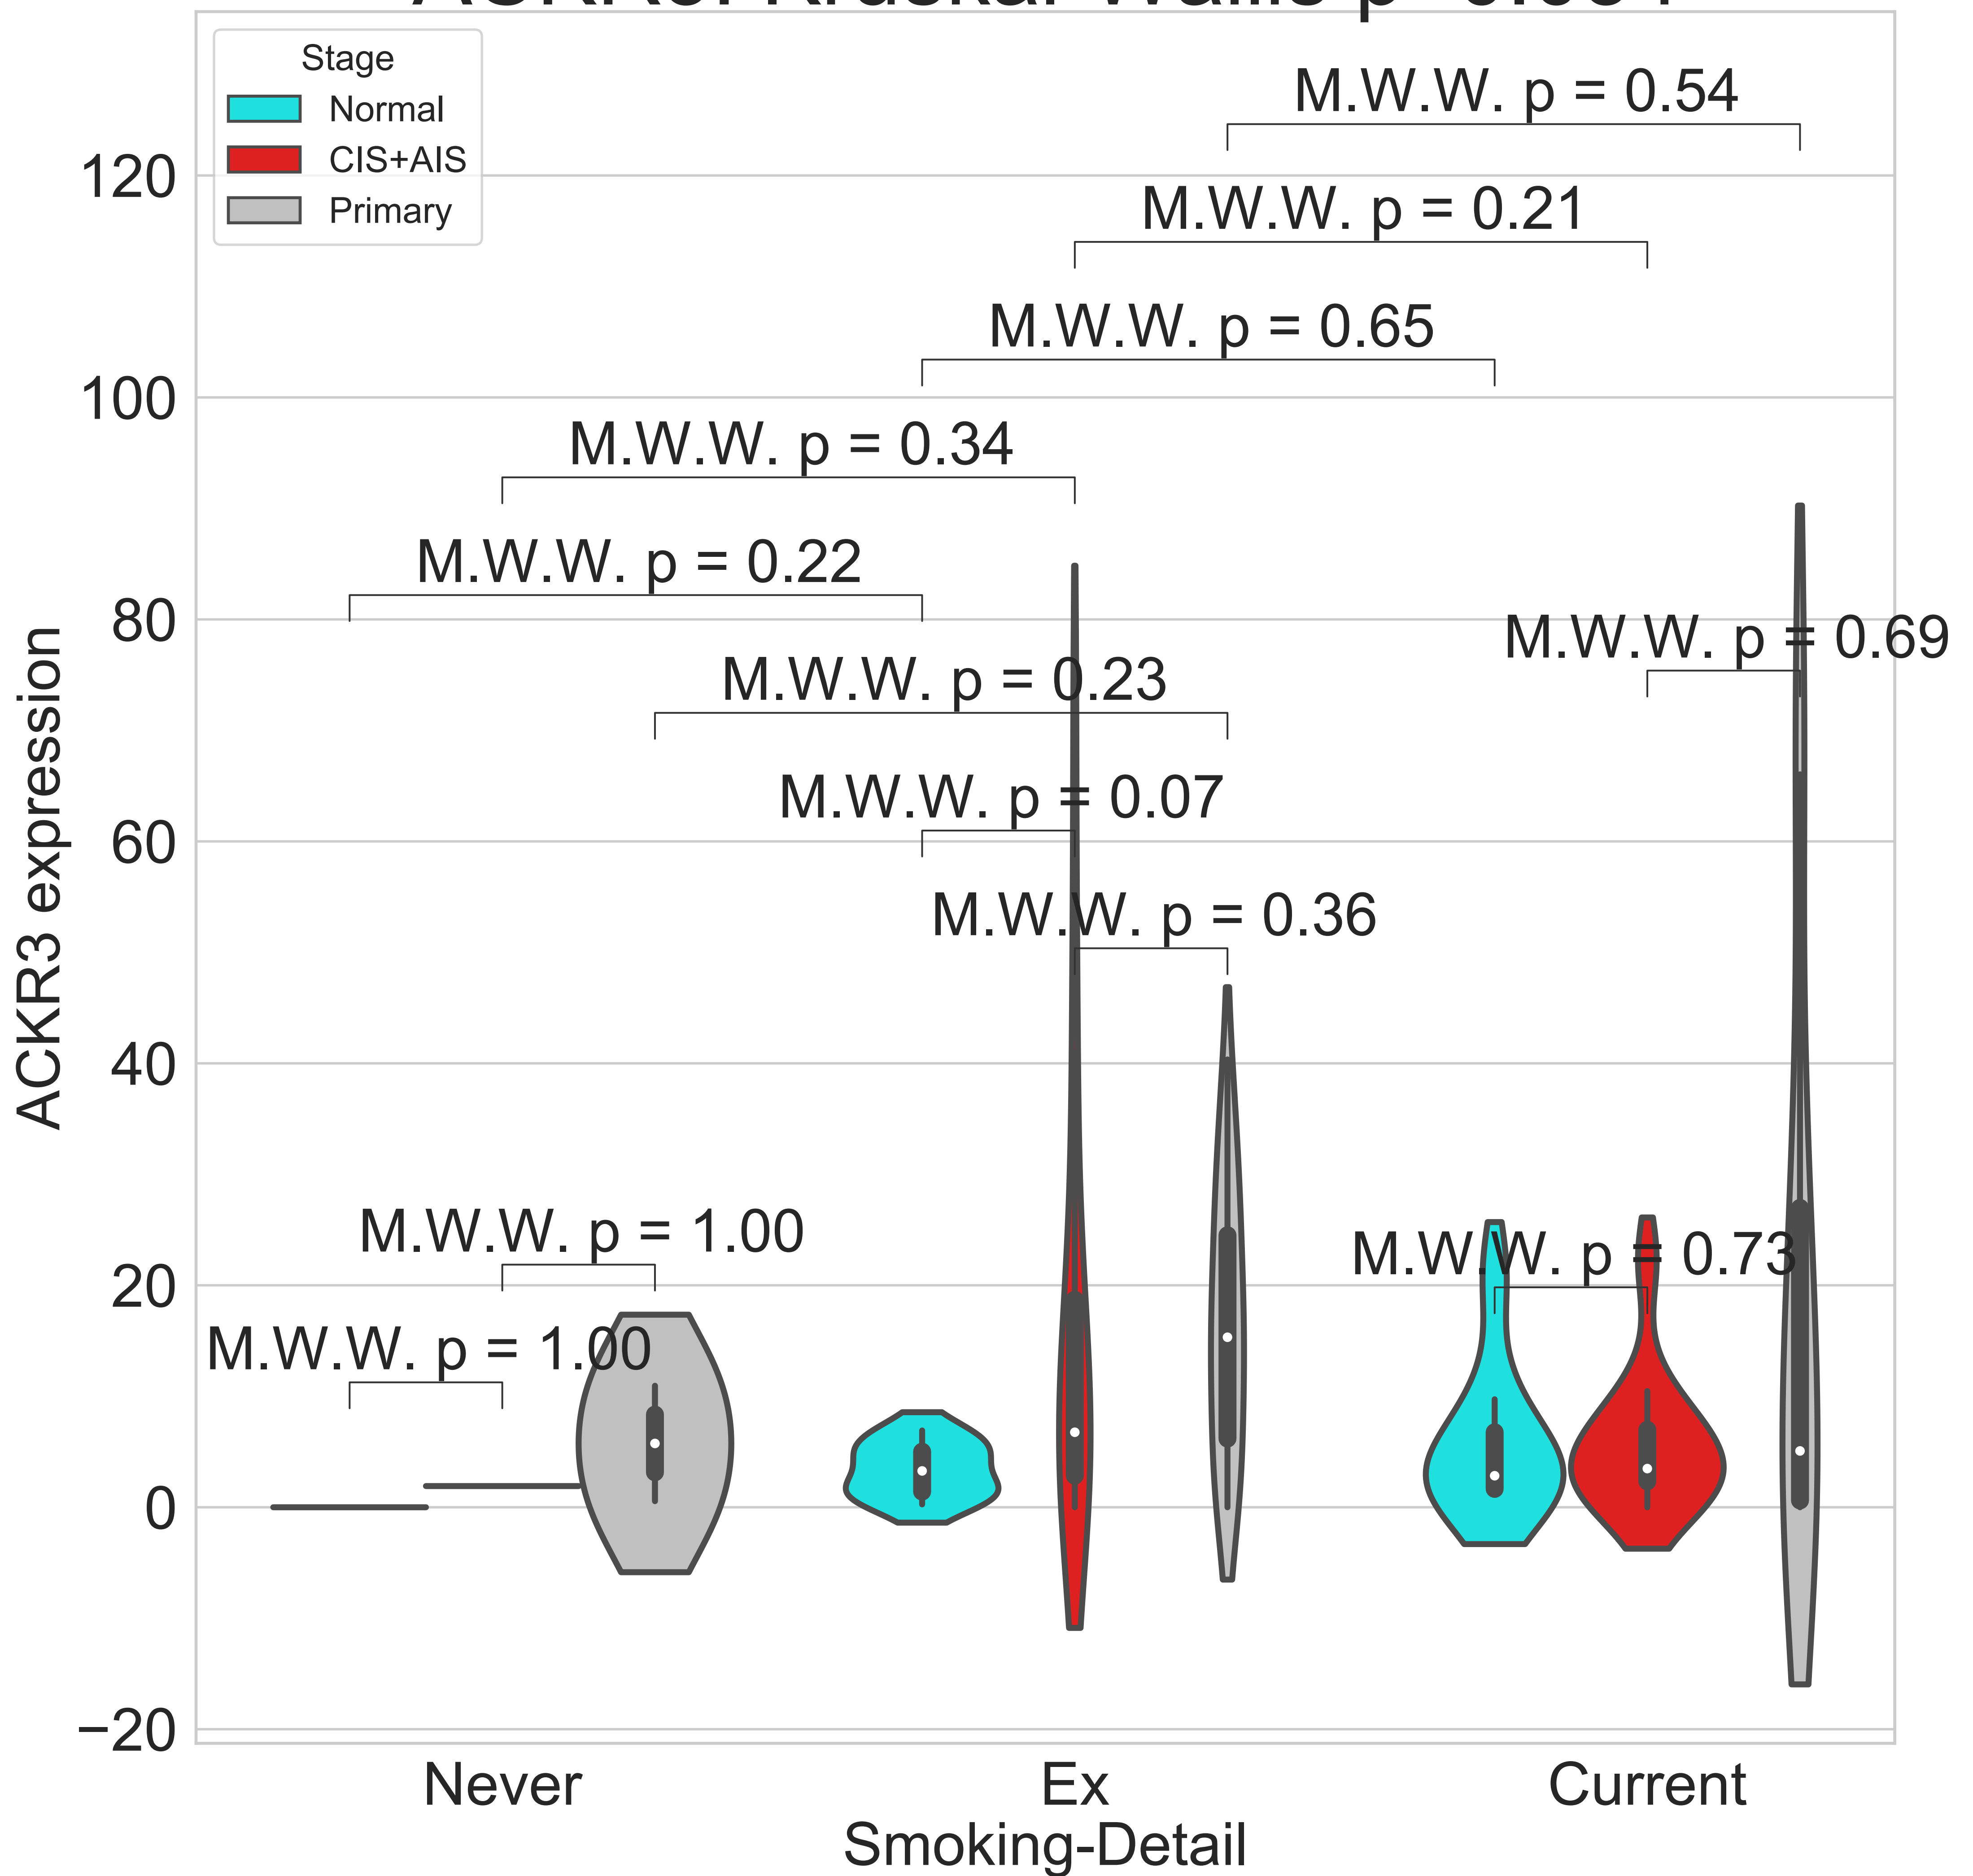 Stage
Normal
CIS+AIS
Primary
M.W.W. p = 0.54
M.W.W. p = 0.21
M.W.W. p = 0.65
M.W.W. p = 0.34
M.W.W. p = 0.22
M.W.W. p = 0.69
M.W.W. p = 0.23
M.W.W. p = 0.07
M.W.W. p = 0.36
M.W.W. p = 1.00
M.W.W. p = 0.73
M.W.W. p = 1.00
120
100
80
60
40
20
0
−20
ACKR3 expression
Never
Ex
Current
Smoking-Detail